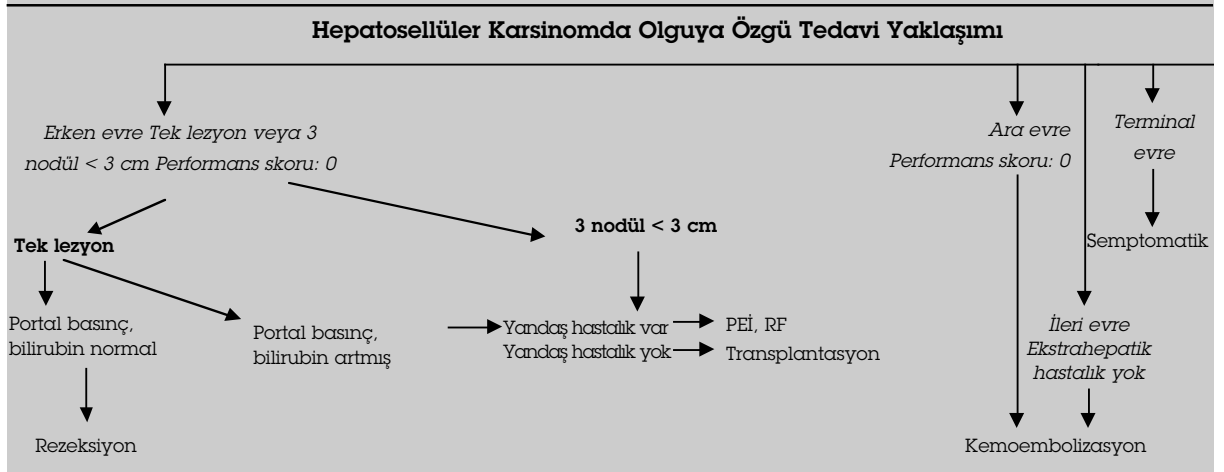 Hepatosellüler Karsinomda Olguya Özgü Tedavi Yaklaşımı
Erken evre Tek lezyon veya 3
nodül < 3 cm Performans skoru: 0
Ara evre
Performans skoru: 0
Terminal
evre
Tek lezyon
3 nodül < 3 cm
Semptomatik
Portal basınç,
bilirubin normal
Portal basınç,
bilirubin artmış
Yandaş hastalık var
Yandaş hastalık yok
PEİ, RF
Transplantasyon
İleri evre
Ekstrahepatik
hastalık yok
Rezeksiyon
Kemoembolizasyon